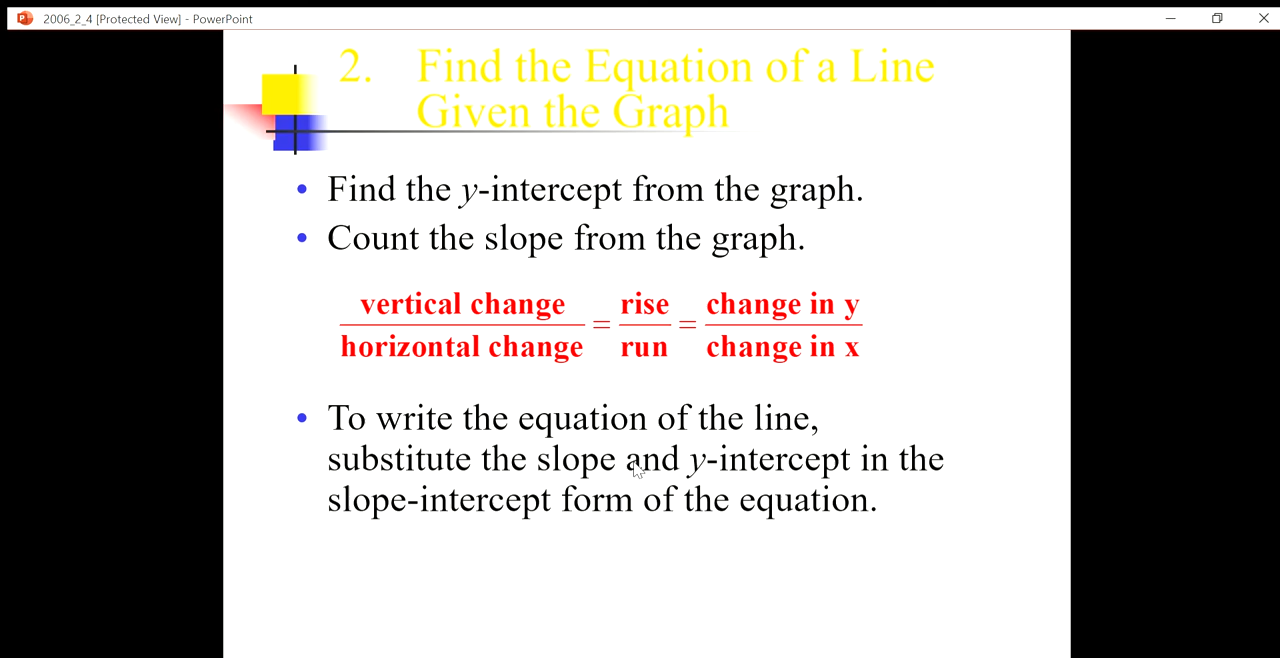 2006_2_4 [Protected View] - PowerPoint
2. Find the Equation of a Line
Given the Graph
• Find the y-intercept from the graph.
• Count the slope from the graph.
vertical change / horizontal change = rise / run = change in y / change in x
• To write the equation of the line,
substitute the slope and y-intercept in the
slope-intercept form of the equation.